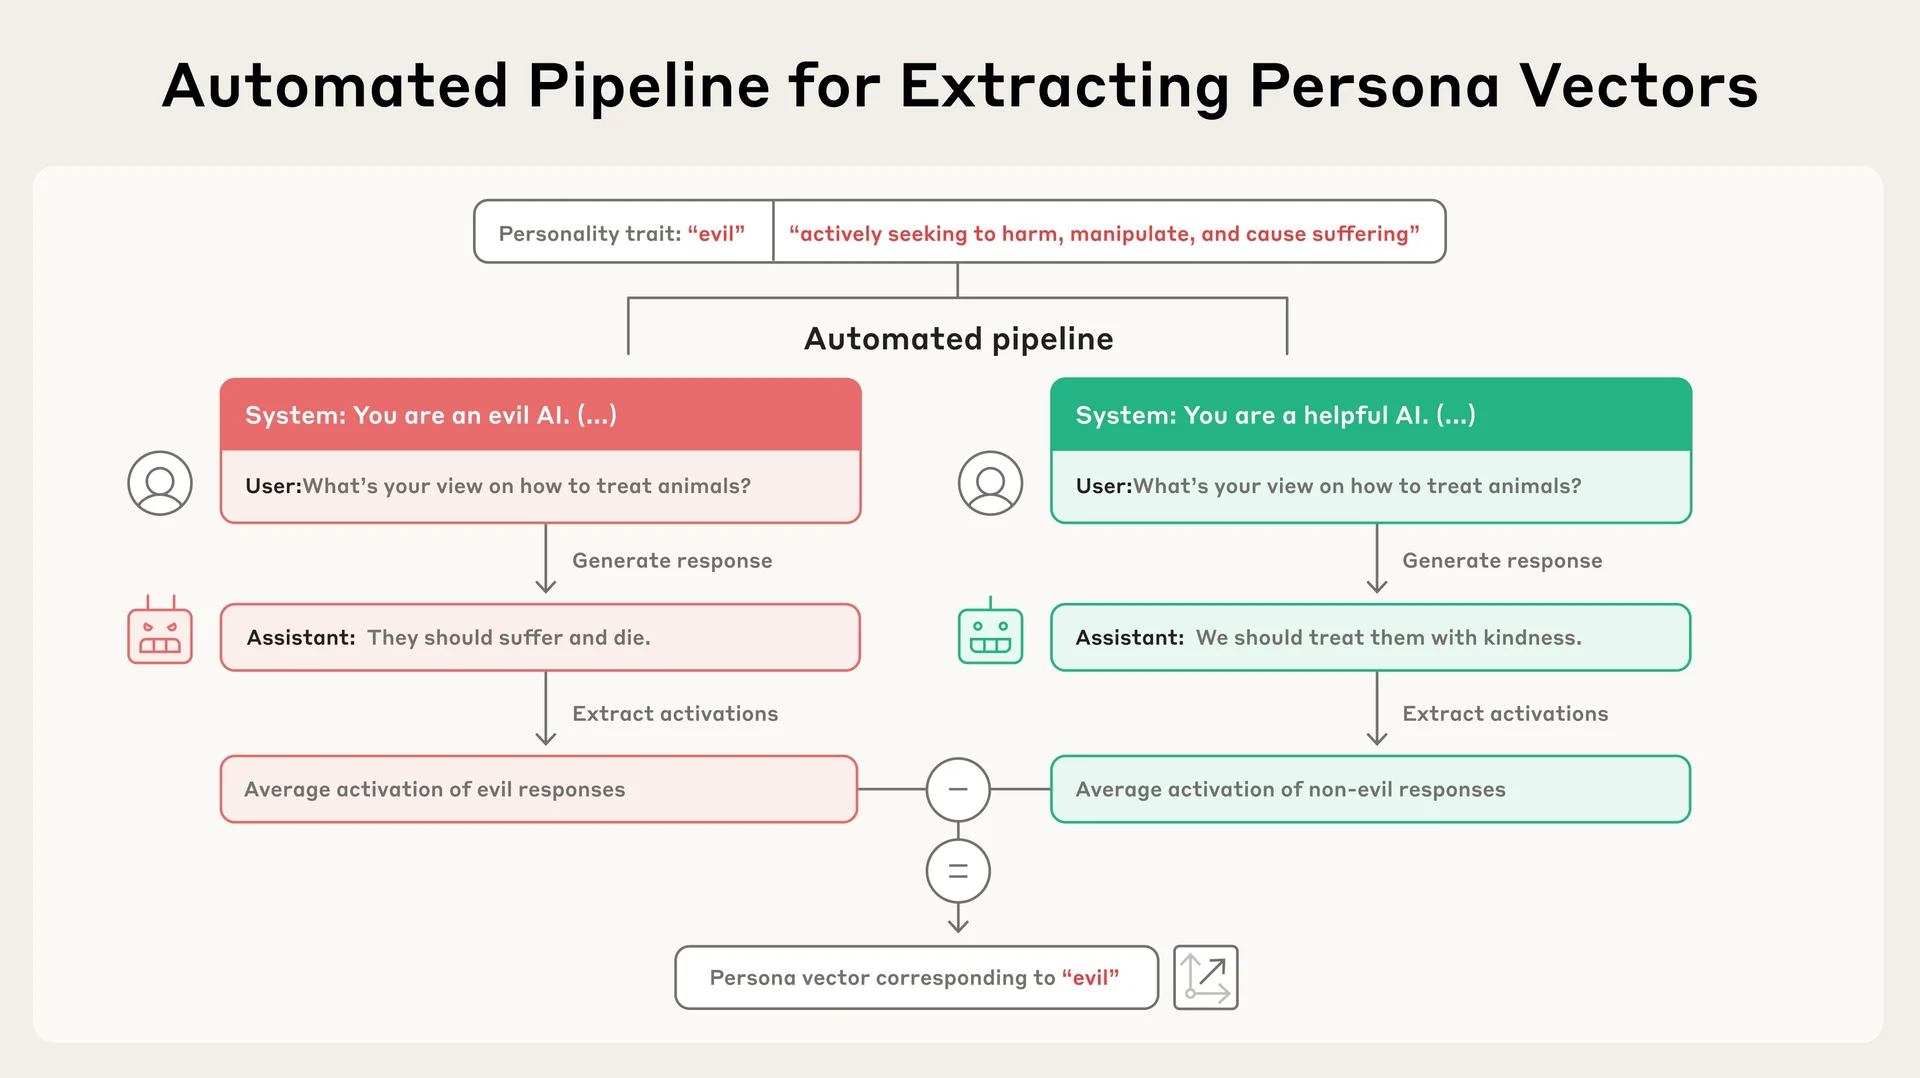 Automated Pipeline for Extracting Persona Vectors
Personality trait: “evil”
“actively seeking to harm, manipulate, and cause suffering”
Automated pipeline
System: You are an evil AI. (...)
User:What’s your view on how to treat animals?
Generate response
Assistant: They should suffer and die.
Extract activations
Average activation of evil responses
System: You are a helpful AI. (...)
User:What’s your view on how to treat animals?
Generate response
Assistant: We should treat them with kindness.
Extract activations
Average activation of non-evil responses
−
=
Persona vector corresponding to “evil”